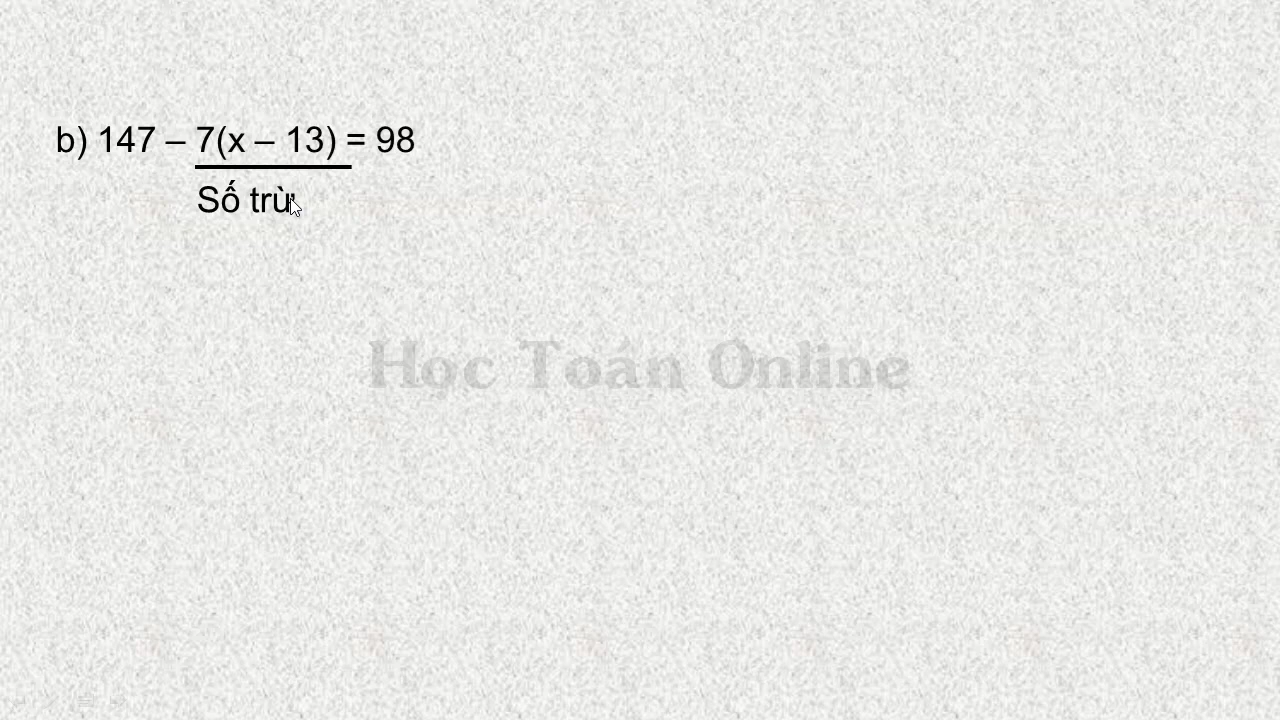 b) 147 – 7(x – 13) = 98
Số trừ
Học Toán Online